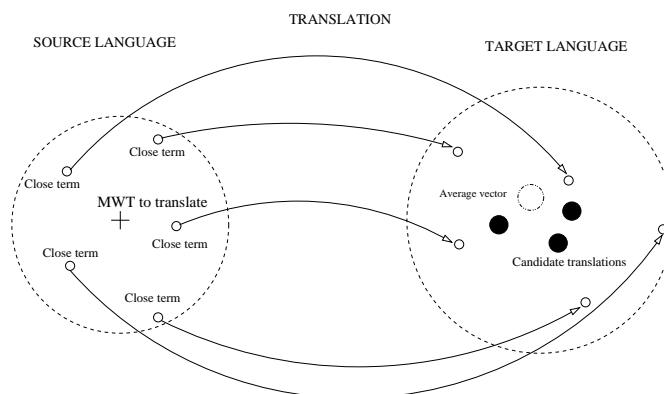 TRANSLATION
SOURCE LANGUAGE
TARGET LANGUAGE
Close term
Close term
MWT to translate
Close term
Close term
Close term
Average vector
Candidate translations